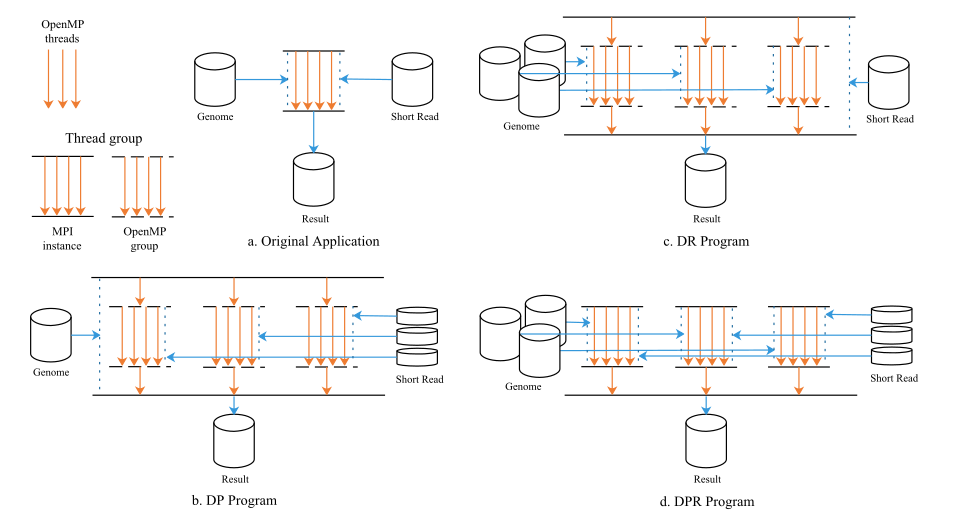 OpenMP
threads
Thread group
MPI
instance
OpenMP
group
Genome
Short Read
Result
a. Original Application
Genome
Short Read
Result
c. DR Program
Genome
Short Read
Result
b. DP Program
Genome
Short Read
Result
d. DPR Program